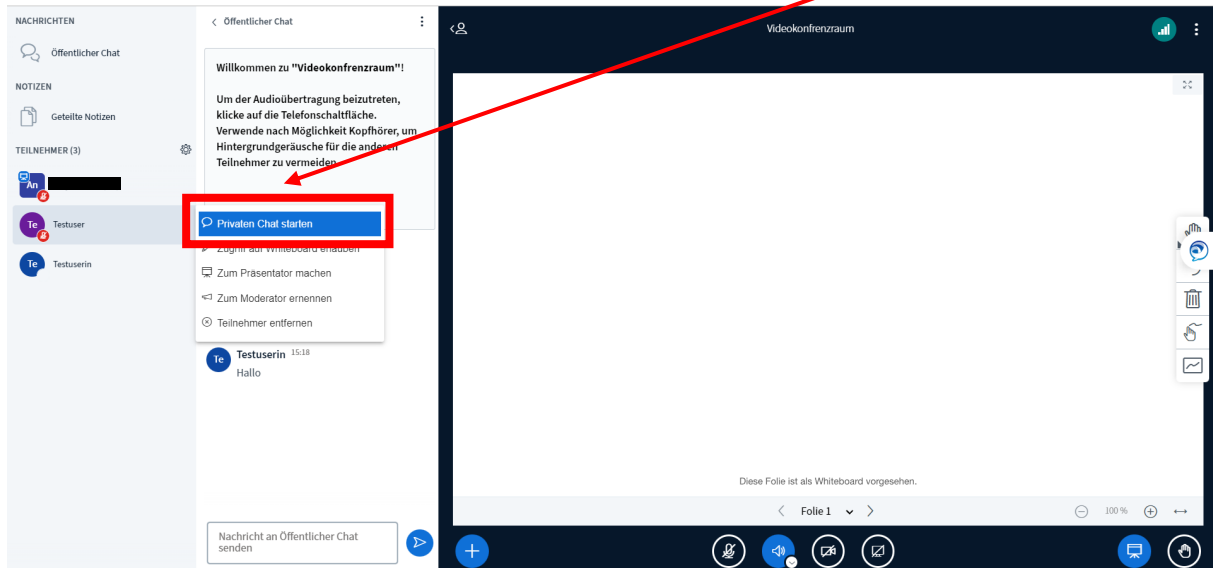 NACHRICHTEN
Öffentlicher Chat
NOTIZEN
Geteilte Notizen
TEILNEHMER (3)
An
Te Testuser
Te Testuserin
Öffentlicher Chat
Willkommen zu "Videokonfrenzraum"!
Um der Audioübertragung beizutreten,
klicke auf die Telefonschaltfläche.
Verwende nach Möglichkeit Kopfhörer, um
Hintergrundgeräusche für die anderen
Teilnehmer zu vermeiden
Privaten Chat starten
Zugriff auf Whiteboard erlauben
Zum Präsentator machen
Zum Moderator ernennen
Teilnehmer entfernen
Te Testuserin 15:18
Hallo
Nachricht an Öffentlicher Chat
senden
Videokonfrenzraum
Diese Folie ist als Whiteboard vorgesehen.
Folie 1
100 %